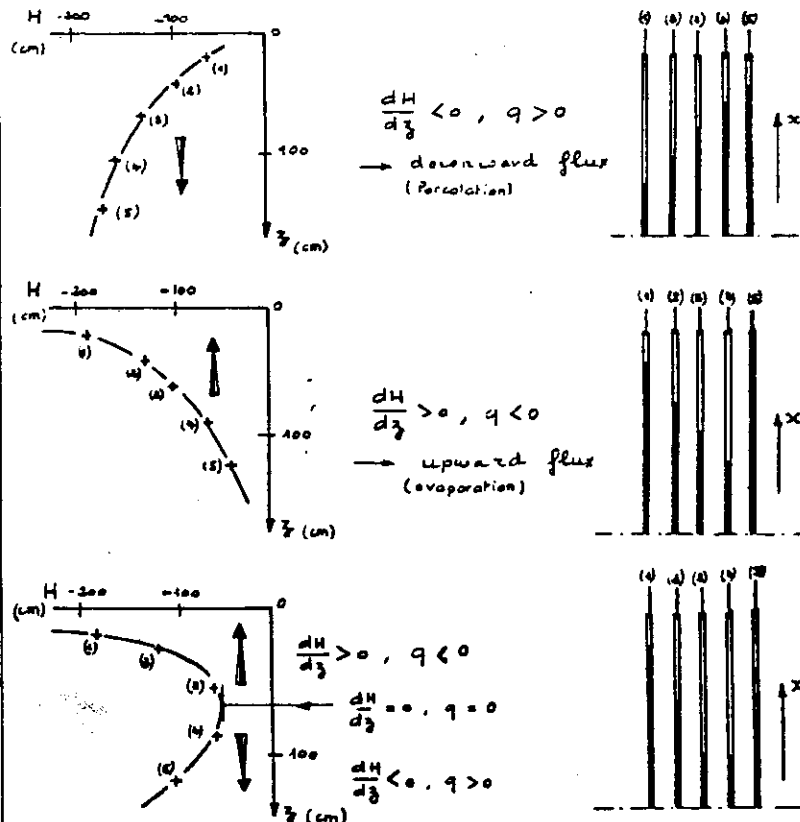 H -200 -100 0
(cm)
(1)
(2)
(3)
(4)
(5)
100
z (cm)
dH/dz < 0 , q > 0
→ downward flux
(Percolation)
(1) (2) (3) (4) (5)
x
H -200 -100 0
(cm)
(1)
(2)
(3)
(4)
(5)
100
z (cm)
dH/dz > 0 , q < 0
→ upward flux
(evaporation)
(1) (2) (3) (4)
x
H -200 -100 0
(cm)
(1)
(2)
(3)
(4)
(5)
100
z (cm)
dH/dz > 0 , q < 0
dH/dz = 0 , q = 0
dH/dz < 0 , q > 0
(1) (2) (3) (4)
x